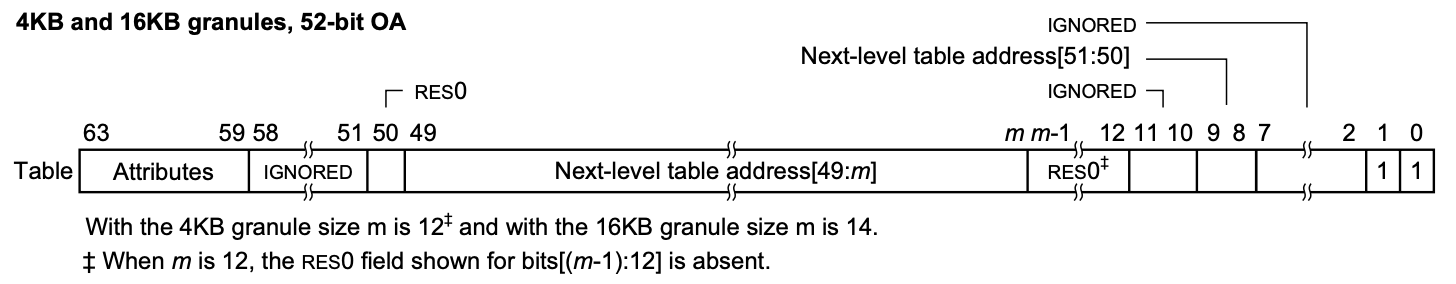 4KB and 16KB granules, 52-bit OA
IGNORED
Next-level table address[51:50]
RES0 IGNORED
63 59 58 51 50 49 m m-1 12 11 10 9 8 7 2 1 0
Table Attributes IGNORED Next-level table address[49:m] RES0‡ 1 1
With the 4KB granule size m is 12‡ and with the 16KB granule size m is 14.
‡ When m is 12, the RES0 field shown for bits[(m-1):12] is absent.